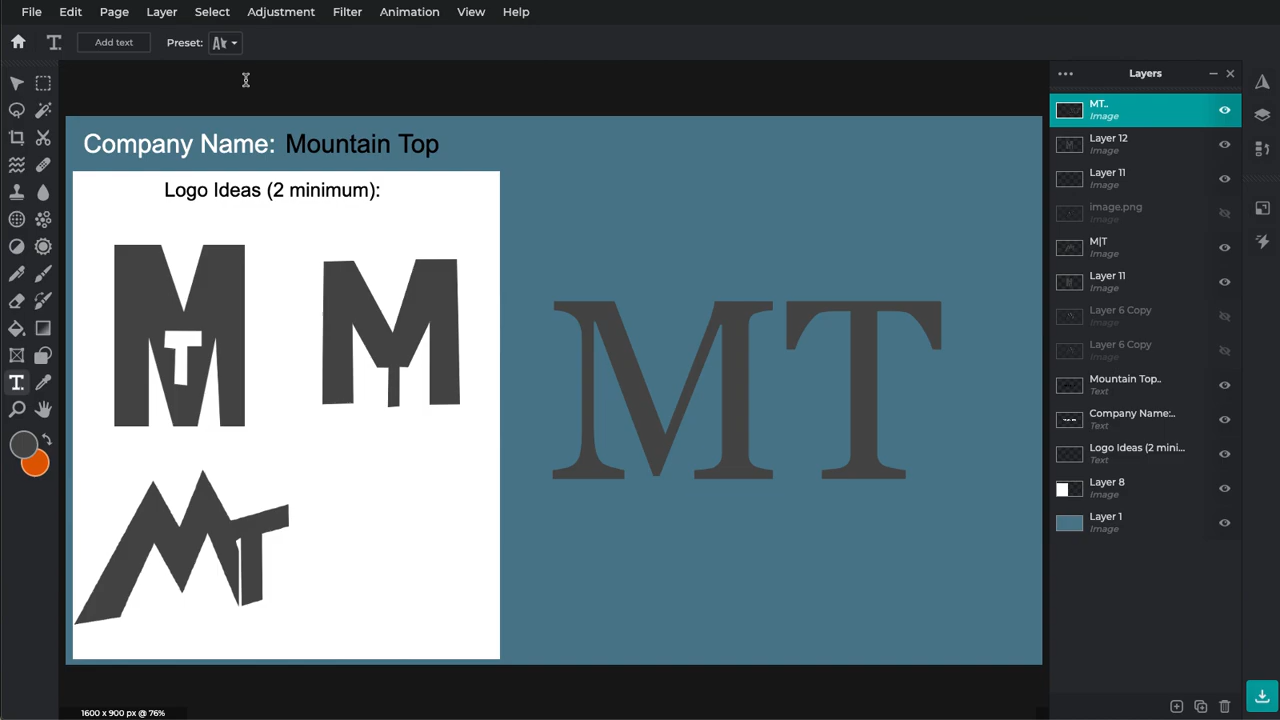 File Edit Page Layer Select Adjustment Filter Animation View Help
T. Add text Preset: Ak
Layers
Company Name: Mountain Top
Logo Ideas (2 minimum):
MT
M
MT
MT
T.
MT..
Image
Layer 12
Image
Layer 11
Image
image.png
Image
M|T
Image
Layer 11
Image
Layer 6 Copy
Image
Layer 6 Copy
Image
Mountain Top..
Text
Company Name:..
Text
Logo Ideas (2 mini...
Text
Layer 8
Image
Layer 1
Image
1600 x 900 px @ 76%